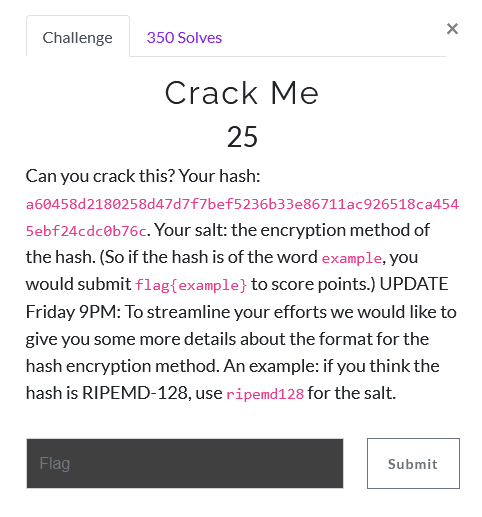 Challenge
350 Solves
×
Crack Me
25
Can you crack this? Your hash:
a60458d2180258d47d7f7bef5236b33e86711ac926518ca454
5ebf24cdc0b76c. Your salt: the encryption method of
the hash. (So if the hash is of the word example, you
would submit flag{example} to score points.) UPDATE
Friday 9PM: To streamline your efforts we would like to
give you some more details about the format for the
hash encryption method. An example: if you think the
hash is RIPEMD-128, use ripemd128 for the salt.
Flag
Submit